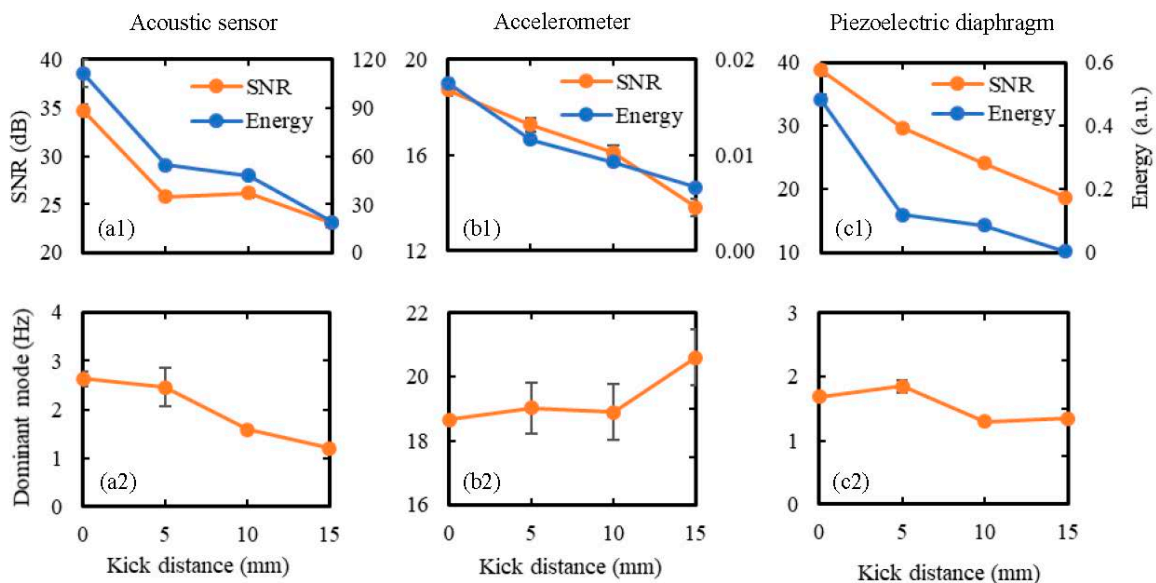 Acoustic sensor
Accelerometer
Piezoelectric diaphragm
40
35
30
25
20
SNR (dB)
SNR
Energy
(a1)
120
90
60
30
0
20
16
12
SNR
Energy
(b1)
0.02
0.01
0.00
40
30
20
10
SNR
Energy
(c1)
0.6
0.4
0.2
0
Energy (a.u.)
Dominant mode (Hz)
4
3
2
1
0
(a2)
0 5 10 15
Kick distance (mm)
22
20
18
16
(b2)
0 5 10 15
Kick distance (mm)
3
2
1
0
(c2)
0 5 10 15
Kick distance (mm)